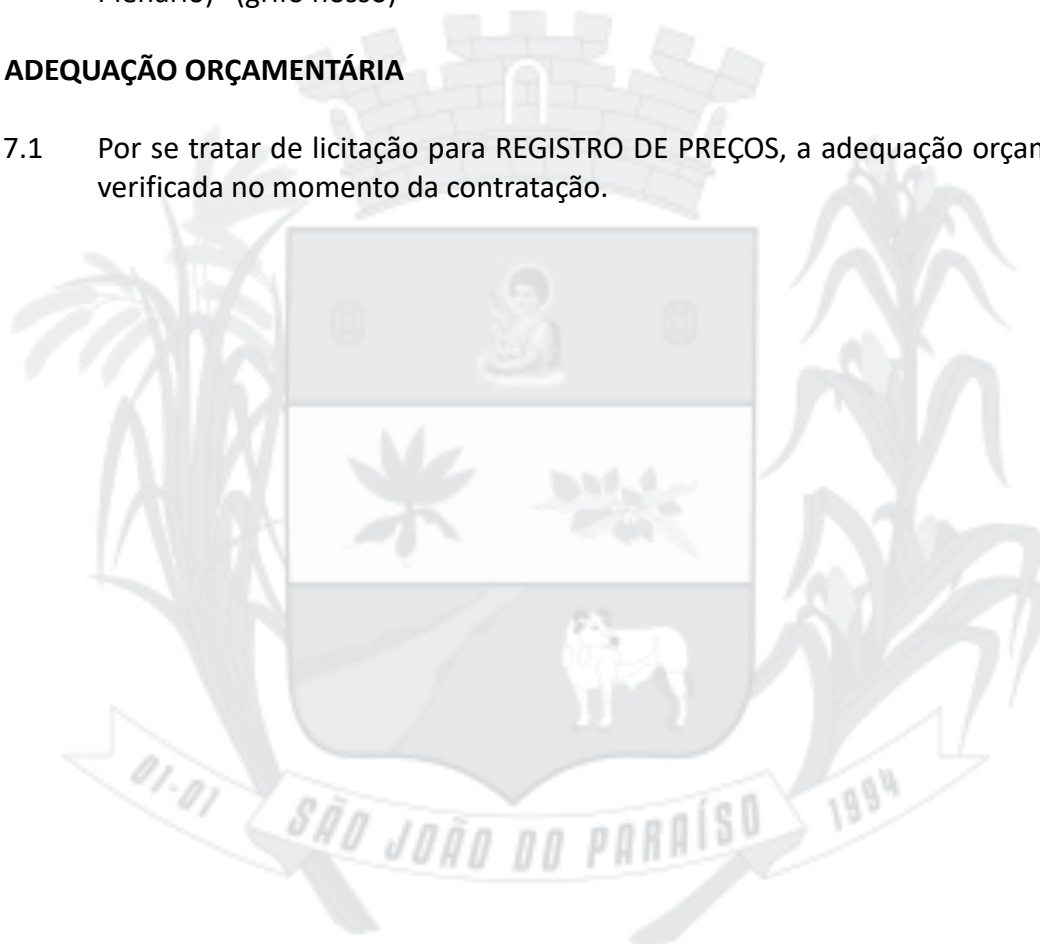 Plenário)" (grifo nosso)
ADEQUAÇÃO ORÇAMENTÁRIA
7.1 Por se tratar de licitação para REGISTRO DE PREÇOS, a adequação orçam
verificada no momento da contratação.
01-01 SÃO JOÃO DO PARAÍSO 1994